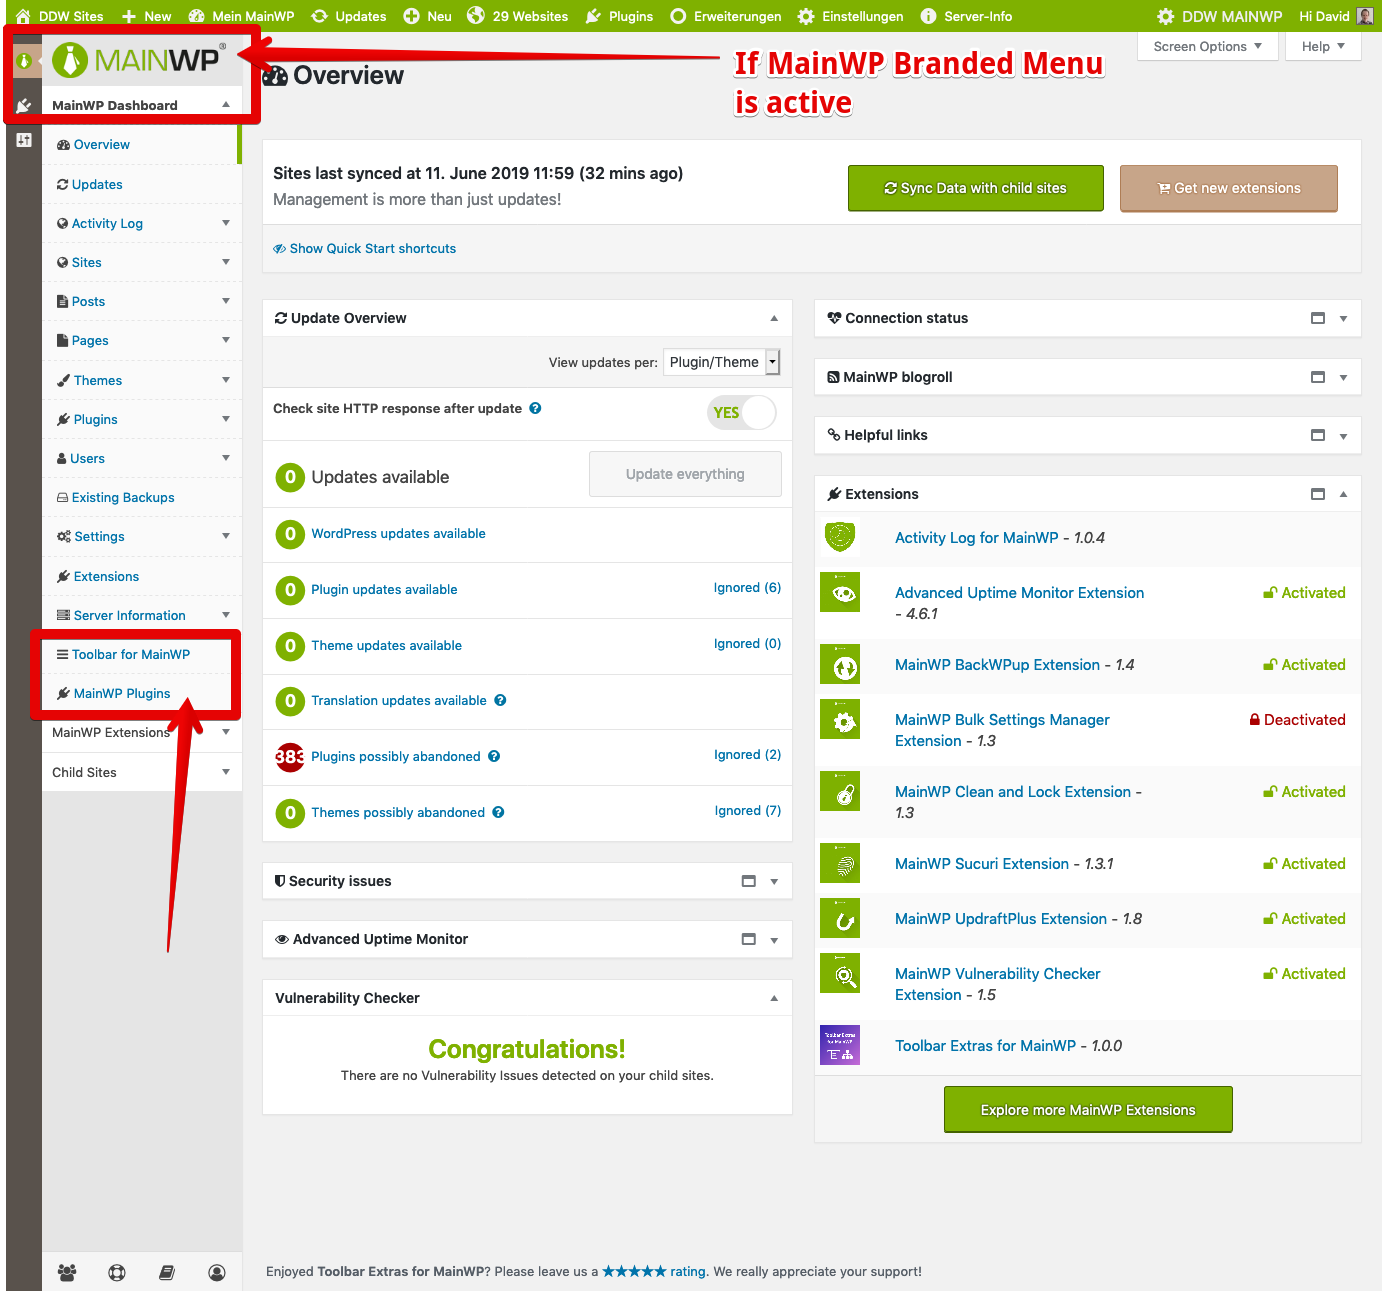 DDW Sites New Mein MainWP Updates Neu 29 Websites Plugins Erweiterungen Einstellungen Server-Info DDW MAINWP Hi David
Screen Options Help
MAINWP®
Overview
If MainWP Branded Menu
is active
MainWP Dashboard
Overview
Updates
Activity Log
Sites
Posts
Pages
Themes
Plugins
Users
Existing Backups
Settings
Extensions
Server Information
Toolbar for MainWP
MainWP Plugins
MainWP Extensions
Child Sites
Sites last synced at 11. June 2019 11:59 (32 mins ago)
Management is more than just updates!
Sync Data with child sites
Get new extensions
Show Quick Start shortcuts
Update Overview
View updates per: Plugin/Theme
Check site HTTP response after update
YES
0 Updates available
Update everything
0 WordPress updates available
0 Plugin updates available Ignored (6)
0 Theme updates available Ignored (0)
0 Translation updates available
383 Plugins possibly abandoned Ignored (2)
0 Themes possibly abandoned Ignored (7)
Security issues
Advanced Uptime Monitor
Vulnerability Checker
Congratulations!
There are no Vulnerability Issues detected on your child sites.
Connection status
MainWP blogroll
Helpful links
Extensions
Activity Log for MainWP - 1.0.4
Advanced Uptime Monitor Extension
- 4.6.1
Activated
MainWP BackWPup Extension - 1.4 Activated
MainWP Bulk Settings Manager
Extension - 1.3
Deactivated
MainWP Clean and Lock Extension -
1.3
Activated
MainWP Sucuri Extension - 1.3.1 Activated
MainWP UpdraftPlus Extension - 1.8 Activated
MainWP Vulnerability Checker
Extension - 1.5
Activated
Toolbar Extras
for MainWP
Toolbar Extras for MainWP - 1.0.0
Explore more MainWP Extensions
Enjoyed Toolbar Extras for MainWP? Please leave us a ★★★★★ rating. We really appreciate your support!